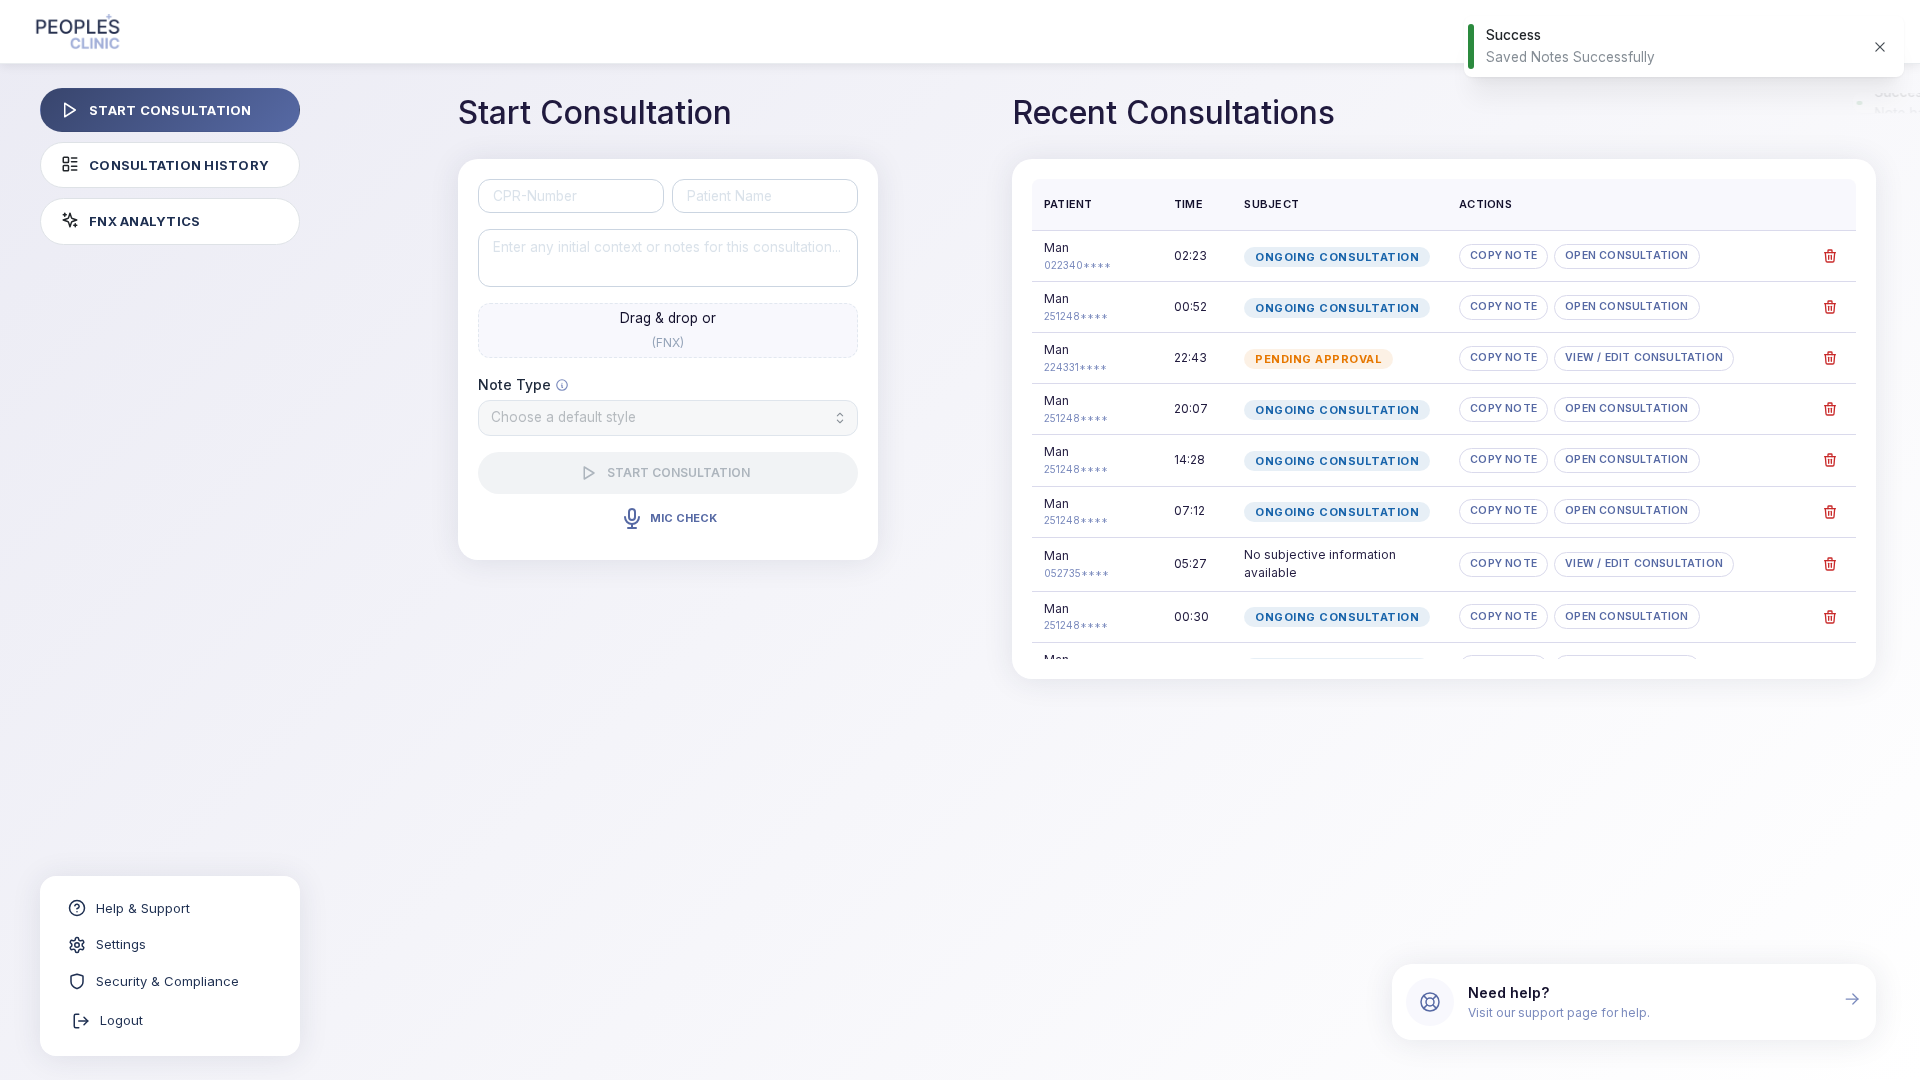 PEOPLES
CLINIC
Success
Saved Notes Successfully
START CONSULTATION
CONSULTATION HISTORY
FNX ANALYTICS
Start Consultation
CPR-Number
Patient Name
Enter any initial context or notes for this consultation...
Drag & drop or
(FNX)
Note Type
Choose a default style
START CONSULTATION
MIC CHECK
Recent Consultations
PATIENT TIME SUBJECT ACTIONS
Man
022340****
02:23
ONGOING CONSULTATION
COPY NOTE
OPEN CONSULTATION
Man
251248****
00:52
ONGOING CONSULTATION
COPY NOTE
OPEN CONSULTATION
Man
224331****
22:43
PENDING APPROVAL
COPY NOTE
VIEW / EDIT CONSULTATION
Man
251248****
20:07
ONGOING CONSULTATION
COPY NOTE
OPEN CONSULTATION
Man
251248****
14:28
ONGOING CONSULTATION
COPY NOTE
OPEN CONSULTATION
Man
251248****
07:12
ONGOING CONSULTATION
COPY NOTE
OPEN CONSULTATION
Man
052735****
05:27
No subjective information
available
COPY NOTE
VIEW / EDIT CONSULTATION
Man
251248****
00:30
ONGOING CONSULTATION
COPY NOTE
OPEN CONSULTATION
Help & Support
Settings
Security & Compliance
Logout
Need help?
Visit our support page for help.